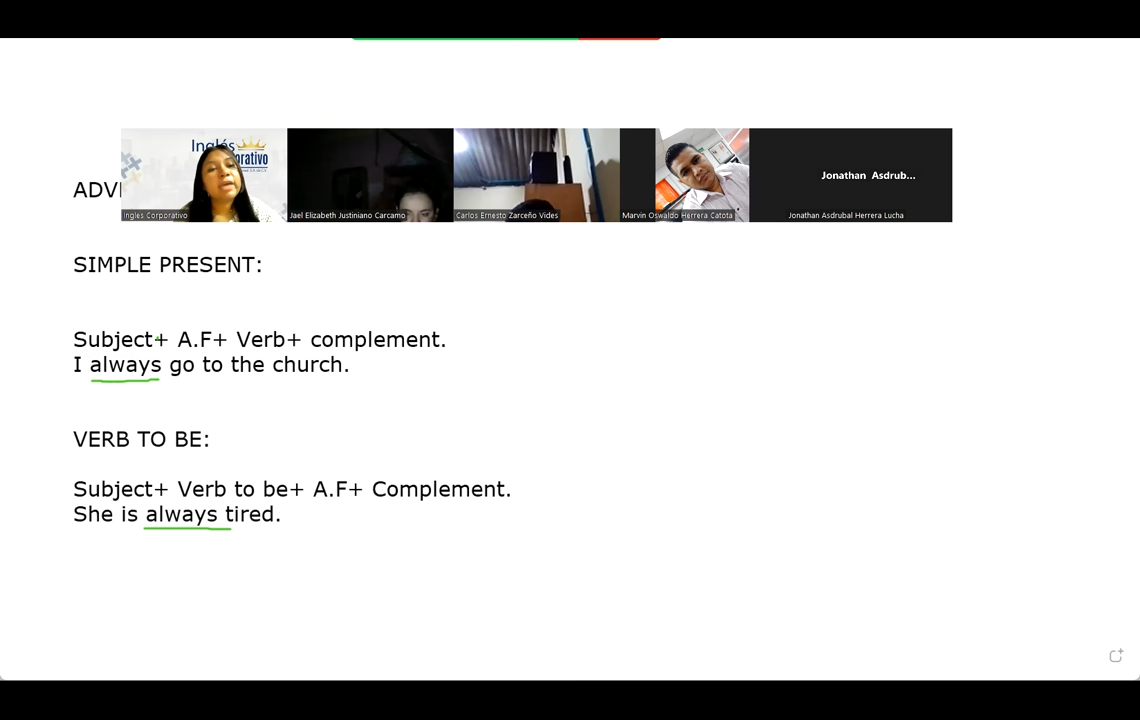 Inglés
orativo
Ingles Corporativo
Jael Elizabeth Justiniano Carcamo
Carlos Ernesto Zarceño Vides
Marvin Oswaldo Herrera Catota
Jonathan Asdrub...
Jonathan Asdrubal Herrera Lucha
SIMPLE PRESENT:
Subject+ A.F+ Verb+ complement.
I always go to the church.
VERB TO BE:
Subject+ Verb to be+ A.F+ Complement.
She is always tired.